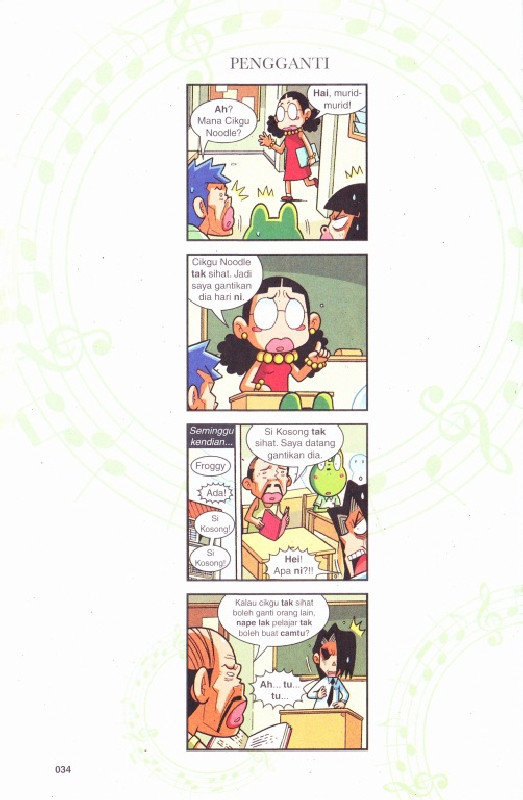 PENGGANTI
Ah?
Mana Cikgu
Noodle?
Hai, murid-
murid!
Cikgu Noodle
tak sihat. Jadi
saya gantikan
dia hari ni.
Seminggu
kendian...
Froggy
Ada!
Si
Kosong!
Si
Kosong!!
Si Kosong tak
sihat. Saya datang
gantikan dia.
Hei!
Apa ni?!!
Kalau cikgu tak sihat
boleh ganti orang lain,
nape lak pelajar tak
boleh buat camtu?
Ah... tu...
tu...
034